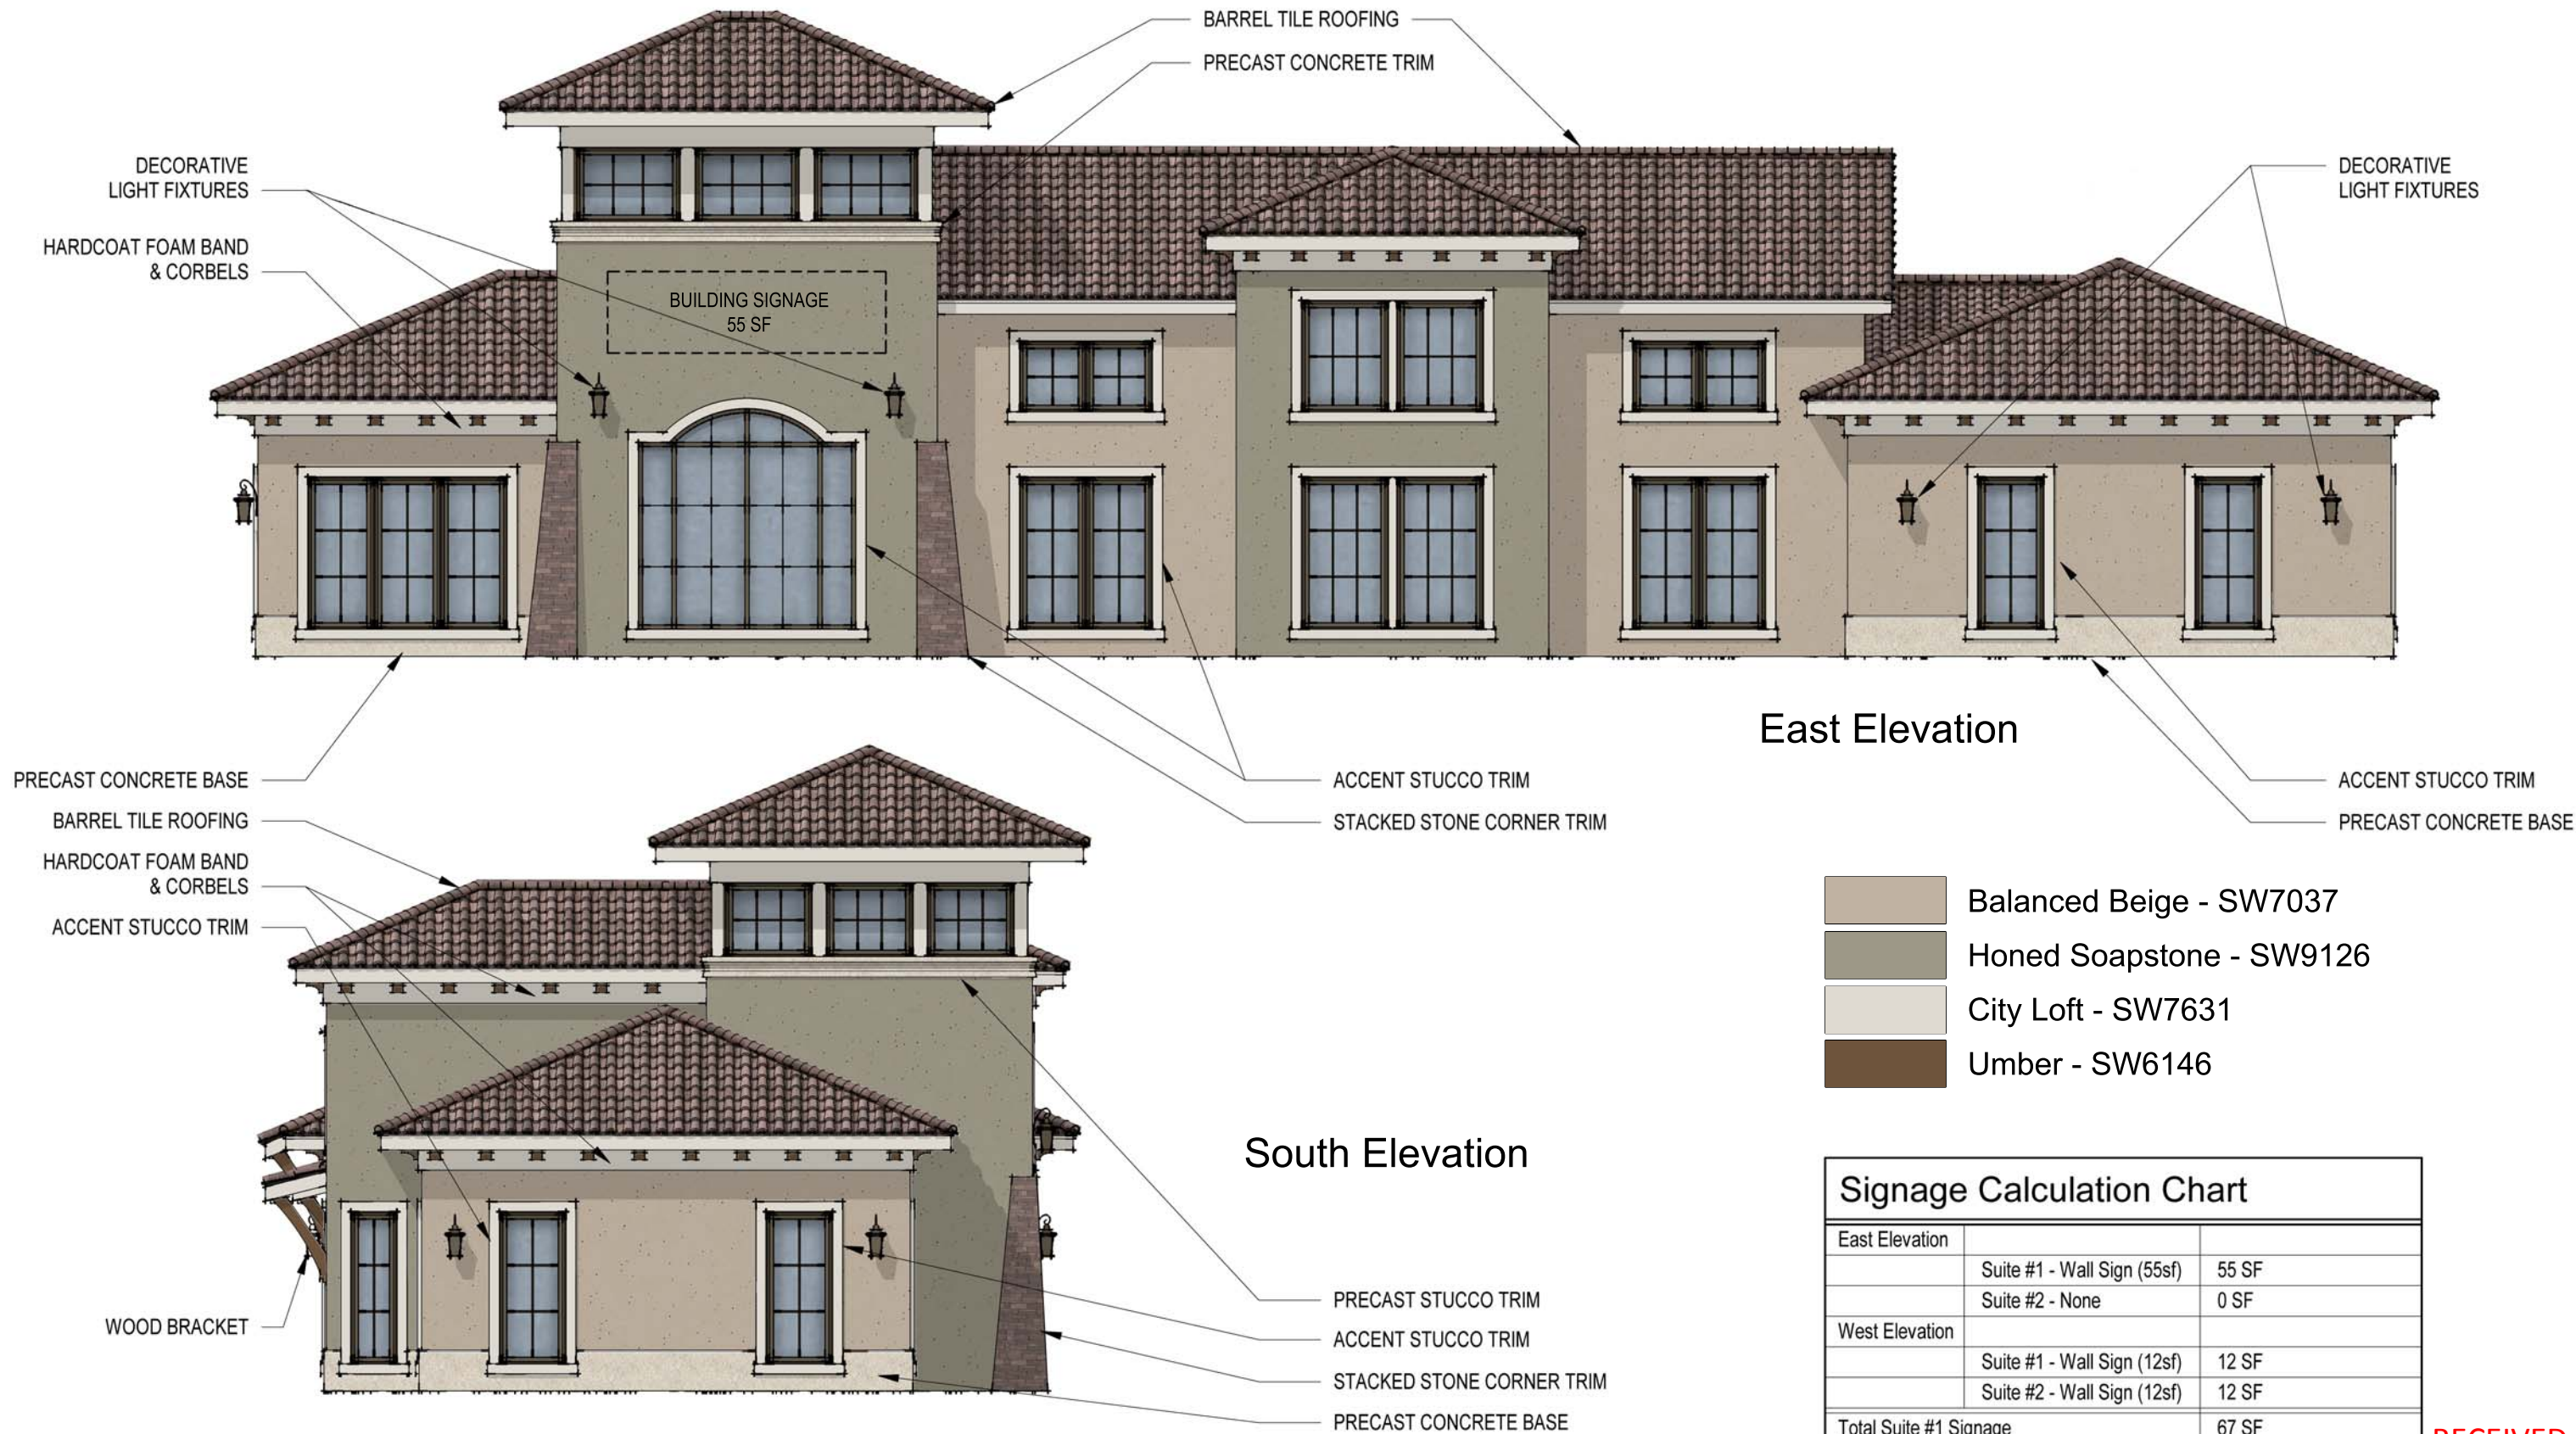 BARREL TILE ROOFING
PRECAST CONCRETE TRIM
DECORATIVE
LIGHT FIXTURES
HARDCOAT FOAM BAND
& CORBELS
BUILDING SIGNAGE
55 SF
DECORATIVE
LIGHT FIXTURES
East Elevation
PRECAST CONCRETE BASE
ACCENT STUCCO TRIM
STACKED STONE CORNER TRIM
ACCENT STUCCO TRIM
PRECAST CONCRETE BASE
BARREL TILE ROOFING
HARDCOAT FOAM BAND
& CORBELS
ACCENT STUCCO TRIM
WOOD BRACKET
South Elevation
PRECAST STUCCO TRIM
ACCENT STUCCO TRIM
STACKED STONE CORNER TRIM
PRECAST CONCRETE BASE
Balanced Beige - SW7037
Honed Soapstone - SW9126
City Loft - SW7631
Umber - SW6146
Signage Calculation Chart
East Elevation
Suite #1 - Wall Sign (55sf) 55 SF
Suite #2 - None 0 SF
West Elevation
Suite #1 - Wall Sign (12sf) 12 SF
Suite #2 - Wall Sign (12sf) 12 SF
Total Suite #1 Signage 67 SF
RECEIVED